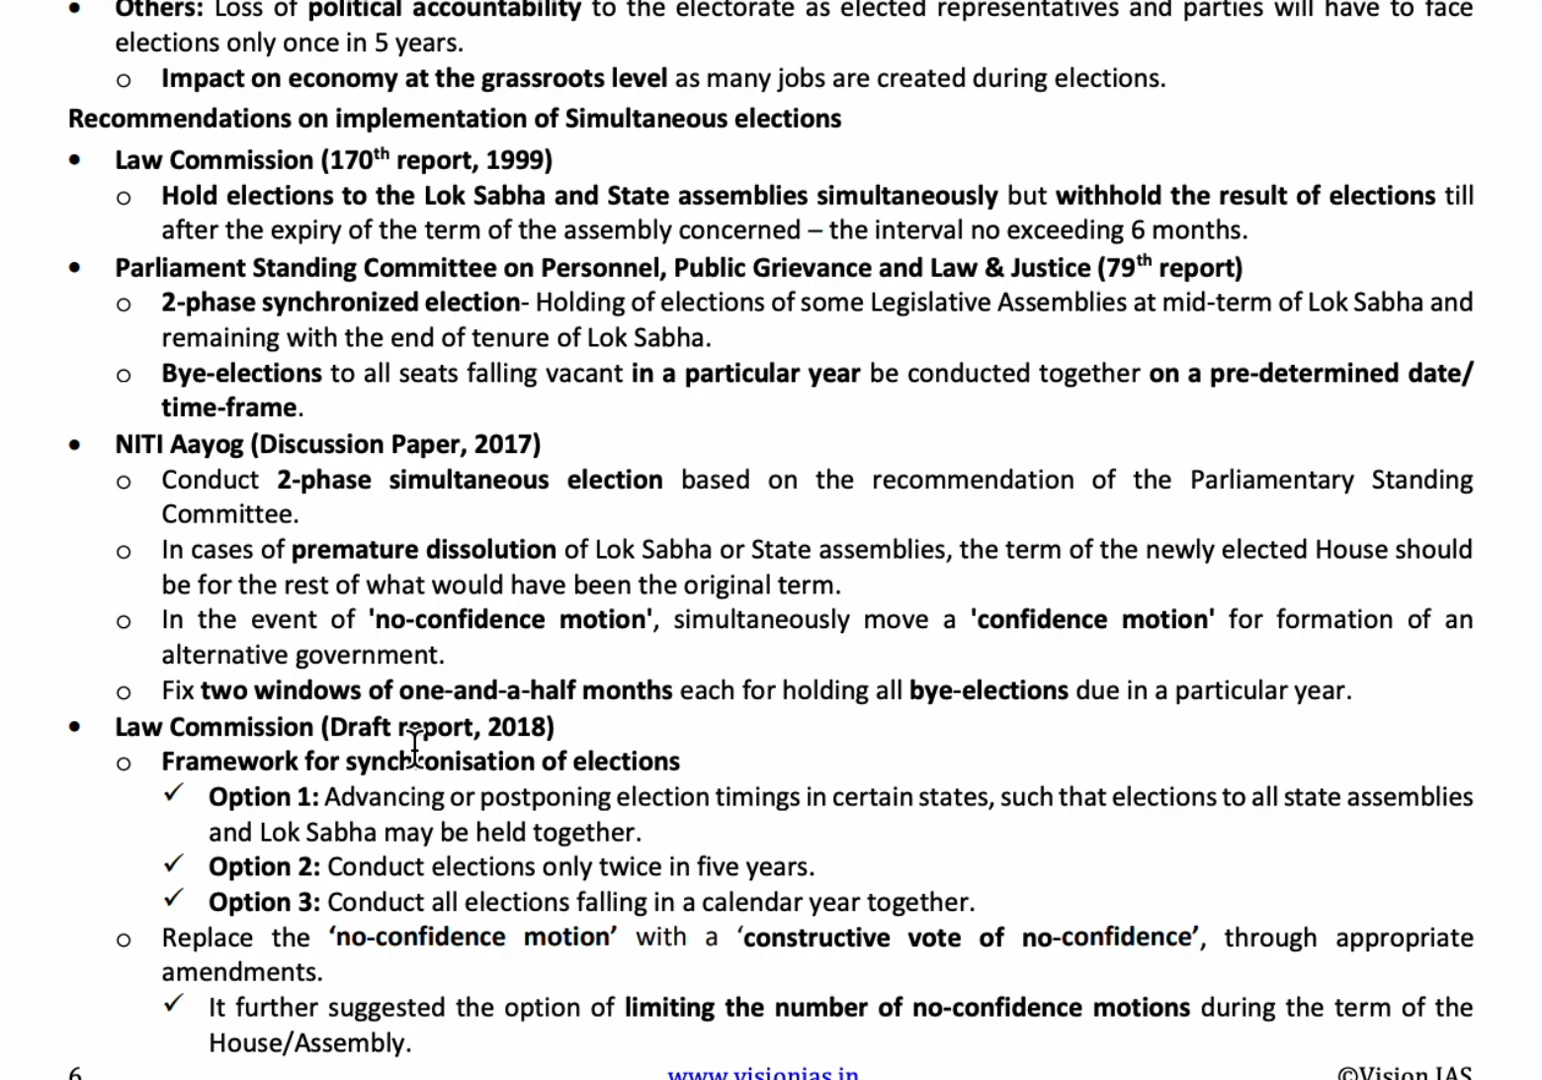 • Others: Loss of political accountability to the electorate as elected representatives and parties will have to face
elections only once in 5 years.
o Impact on economy at the grassroots level as many jobs are created during elections.
Recommendations on implementation of Simultaneous elections
• Law Commission (170th report, 1999)
o Hold elections to the Lok Sabha and State assemblies simultaneously but withhold the result of elections till
after the expiry of the term of the assembly concerned – the interval no exceeding 6 months.
• Parliament Standing Committee on Personnel, Public Grievance and Law & Justice (79th report)
o 2-phase synchronized election- Holding of elections of some Legislative Assemblies at mid-term of Lok Sabha and
remaining with the end of tenure of Lok Sabha.
o Bye-elections to all seats falling vacant in a particular year be conducted together on a pre-determined date/
time-frame.
• NITI Aayog (Discussion Paper, 2017)
o Conduct 2-phase simultaneous election based on the recommendation of the Parliamentary Standing
Committee.
o In cases of premature dissolution of Lok Sabha or State assemblies, the term of the newly elected House should
be for the rest of what would have been the original term.
o In the event of 'no-confidence motion', simultaneously move a 'confidence motion' for formation of an
alternative government.
o Fix two windows of one-and-a-half months each for holding all bye-elections due in a particular year.
• Law Commission (Draft report, 2018)
o Framework for synchronisation of elections
✓ Option 1: Advancing or postponing election timings in certain states, such that elections to all state assemblies
and Lok Sabha may be held together.
✓ Option 2: Conduct elections only twice in five years.
✓ Option 3: Conduct all elections falling in a calendar year together.
o Replace the ‘no-confidence motion’ with a ‘constructive vote of no-confidence’, through appropriate
amendments.
✓ It further suggested the option of limiting the number of no-confidence motions during the term of the
House/Assembly.
6 www.visionias.in ©Vision IAS